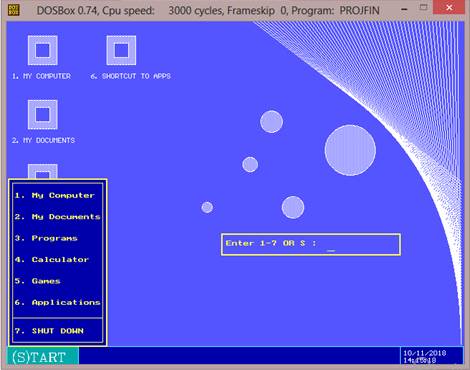 DOSBox 0.74, Cpu speed: 3000 cycles, Frameskip 0, Program: PROJFIN
1. MY COMPUTER
6. SHORTCUT TO APPS
2. MY DOCUMENTS
1. My Computer
2. My Documents
3. Programs
4. Calculator
5. Games
6. Applications
7. SHUT DOWN
Enter 1-7 OR S : _
(S)TART
10/11/2018